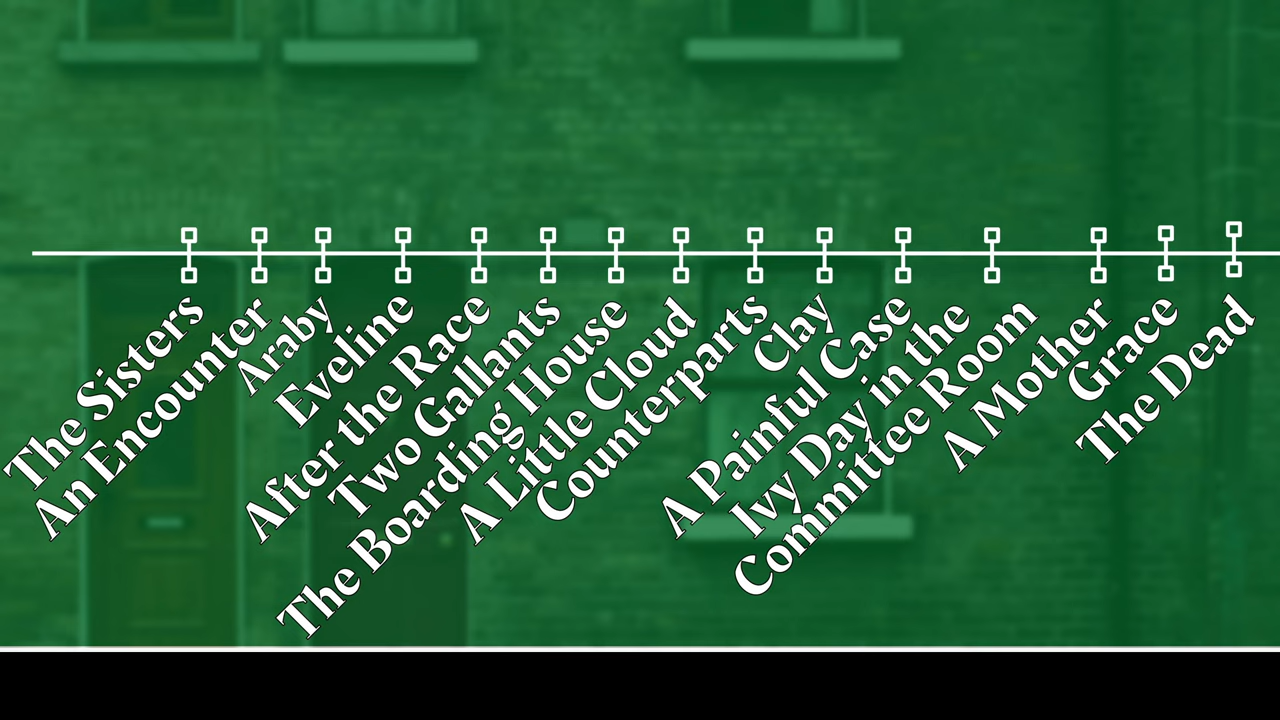 The Sisters
An Encounter
Araby
Eveline
After the Race
Two Gallants
The Boarding House
A Little Cloud
Counterparts
Clay
A Painful Case
Ivy Day in the
Committee Room
A Mother
Grace
The Dead